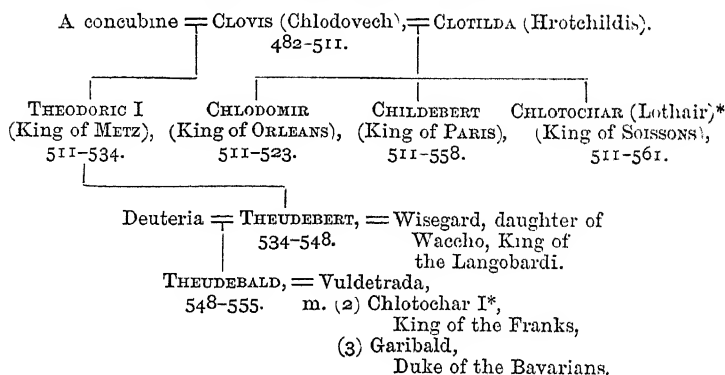 A concubine = CLOVIS (Chlodovech), = CLOTILDA (Hrotchildis).
482–511.
THEODORIC I CHLODOMIR CHILDEBERT CHLOTOCHAR (Lothair)*
(King of METZ), (King of ORLEANS), (King of PARIS), (King of SOISSONS),
511–534. 511–523. 511–558. 511–561.
Deuteria = THEUDEBERT, = Wisegard, daughter of
534–548. Waccho, King of
the Langobardi.
THEUDEBALD, = Vuldetrada,
548–555. m. (2) Chlotochar I*,
King of the Franks,
(3) Garibald,
Duke of the Bavarians.